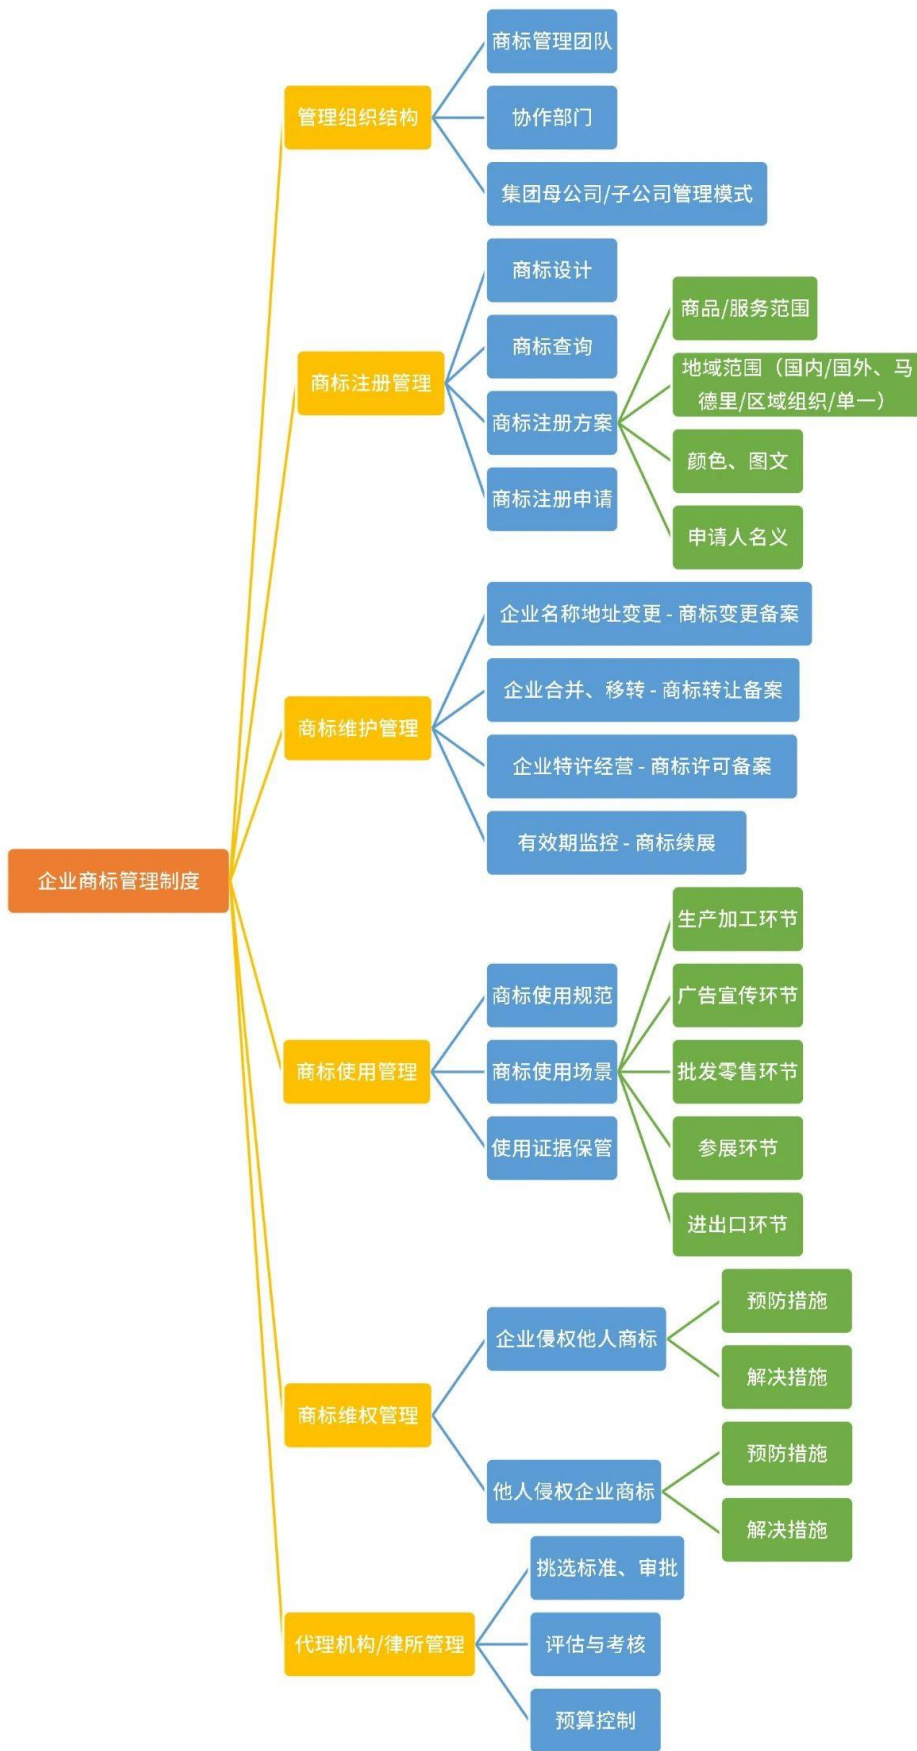 企业商标管理制度
管理组织结构
商标管理团队
协作部门
集团母公司/子公司管理模式
商标注册管理
商标设计
商标查询
商标注册方案
商品/服务范围
地域范围（国内/国外、马
德里/区域组织/单一）
颜色、图文
申请人名义
商标注册申请
商标维护管理
企业名称地址变更 - 商标变更备案
企业合并、移转 - 商标转让备案
企业特许经营 - 商标许可备案
有效期监控 - 商标续展
商标使用管理
商标使用规范
商标使用场景
生产加工环节
广告宣传环节
批发零售环节
参展环节
进出口环节
使用证据保管
商标维权管理
企业侵权他人商标
预防措施
解决措施
他人侵权企业商标
预防措施
解决措施
代理机构/律所管理
挑选标准、审批
评估与考核
预算控制